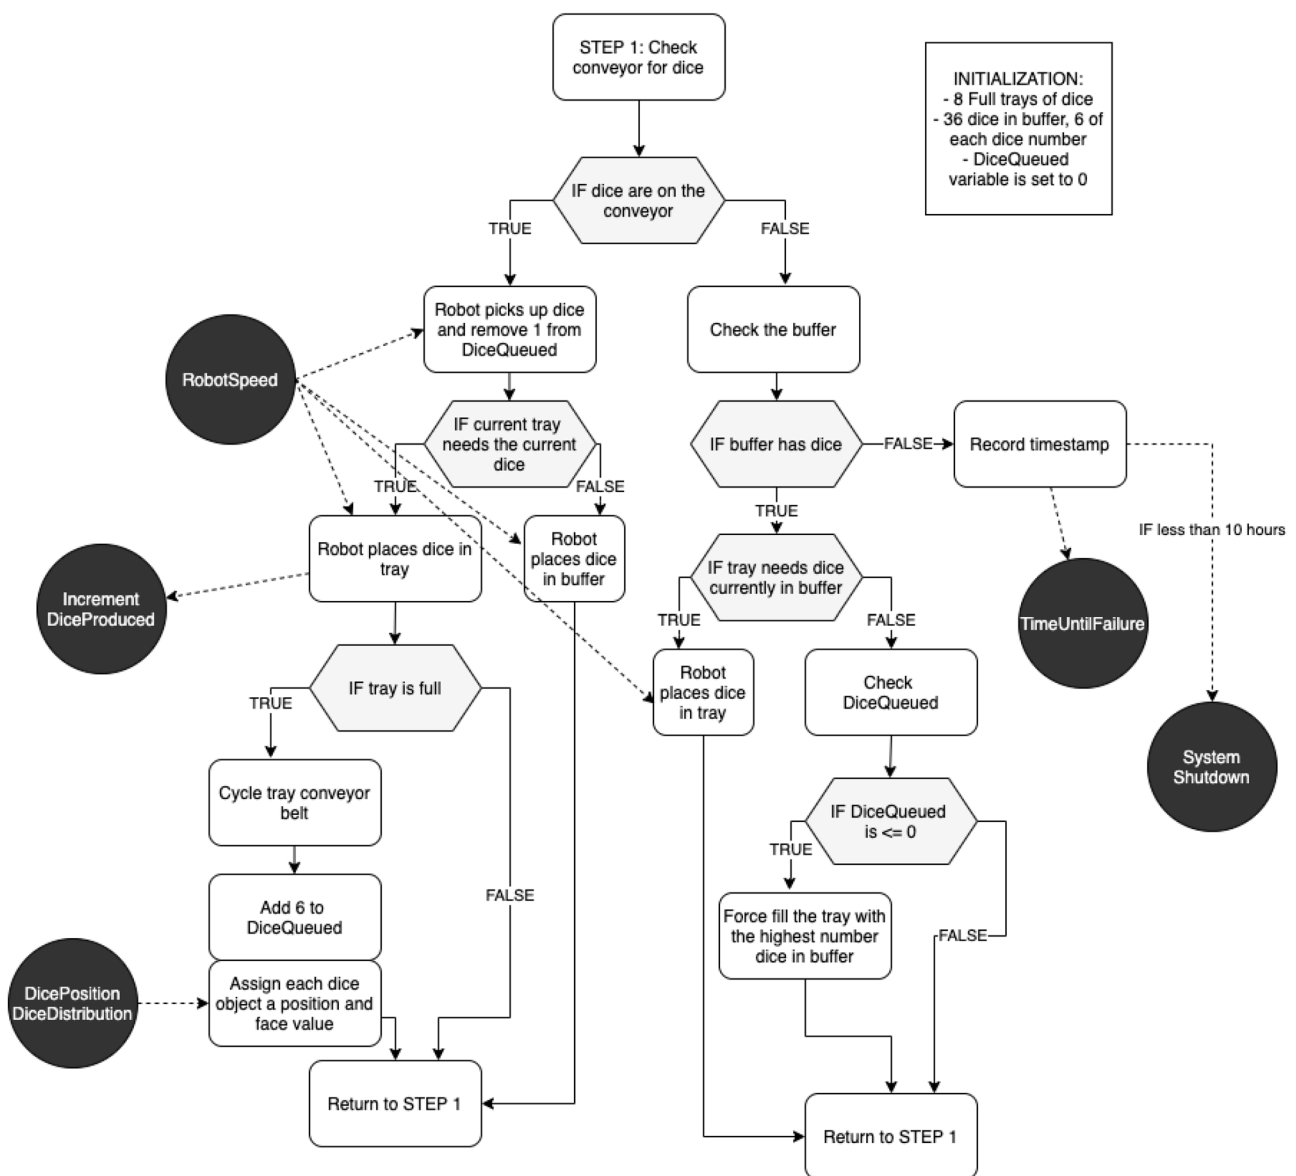 STEP 1: Check
conveyor for dice
INITIALIZATION:
- 8 Full trays of dice
- 36 dice in buffer, 6 of
each dice number
- DiceQueued
variable is set to 0
IF dice are on the
conveyor
TRUE
FALSE
Robot picks up dice
and remove 1 from
DiceQueued
Check the buffer
RobotSpeed
IF current tray
needs the current
dice
IF buffer has dice
FALSE
Record timestamp
TRUE
FALSE
TRUE
IF less than 10 hours
Robot places dice in
tray
Robot
places dice
in buffer
IF tray needs dice
currently in buffer
Increment
DiceProduced
TimeUntilFailure
TRUE
FALSE
IF tray is full
TRUE
Robot
places dice
in tray
Check
DiceQueued
System
Shutdown
Cycle tray conveyor
belt
IF DiceQueued
is <= 0
TRUE
FALSE
Add 6 to
DiceQueued
Force fill the tray with
the highest number
dice in buffer
FALSE
DicePosition
DiceDistribution
Assign each dice
object a position and
face value
Return to STEP 1
Return to STEP 1